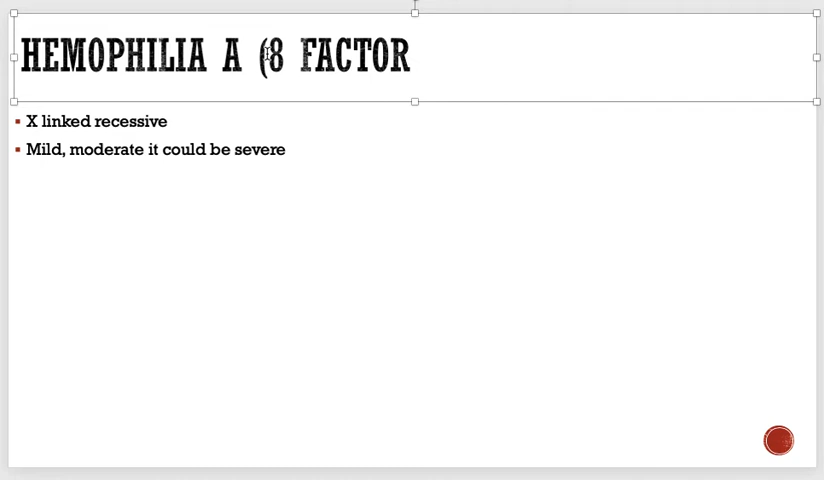 HEMOPHILIA A (8 FACTOR
X linked recessive
Mild, moderate it could be severe